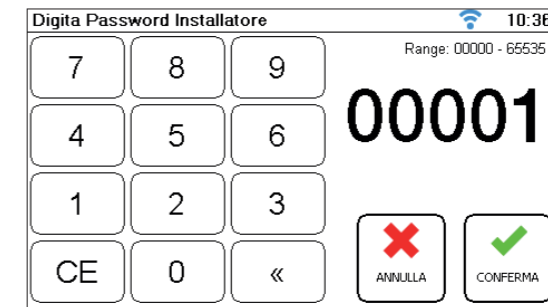 Digita Password Installatore 10:36
Range: 00000 - 65535
00001
7 8 9
4 5 6
1 2 3
CE 0 «
ANNULLA CONFERMA